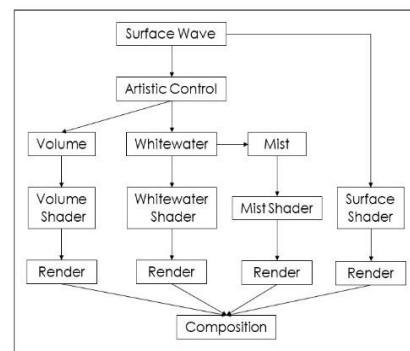 Surface Wave
Artistic Control
Volume
Whitewater
Mist
Volume
Shader
Whitewater
Shader
Mist Shader
Surface
Shader
Render
Render
Render
Render
Composition